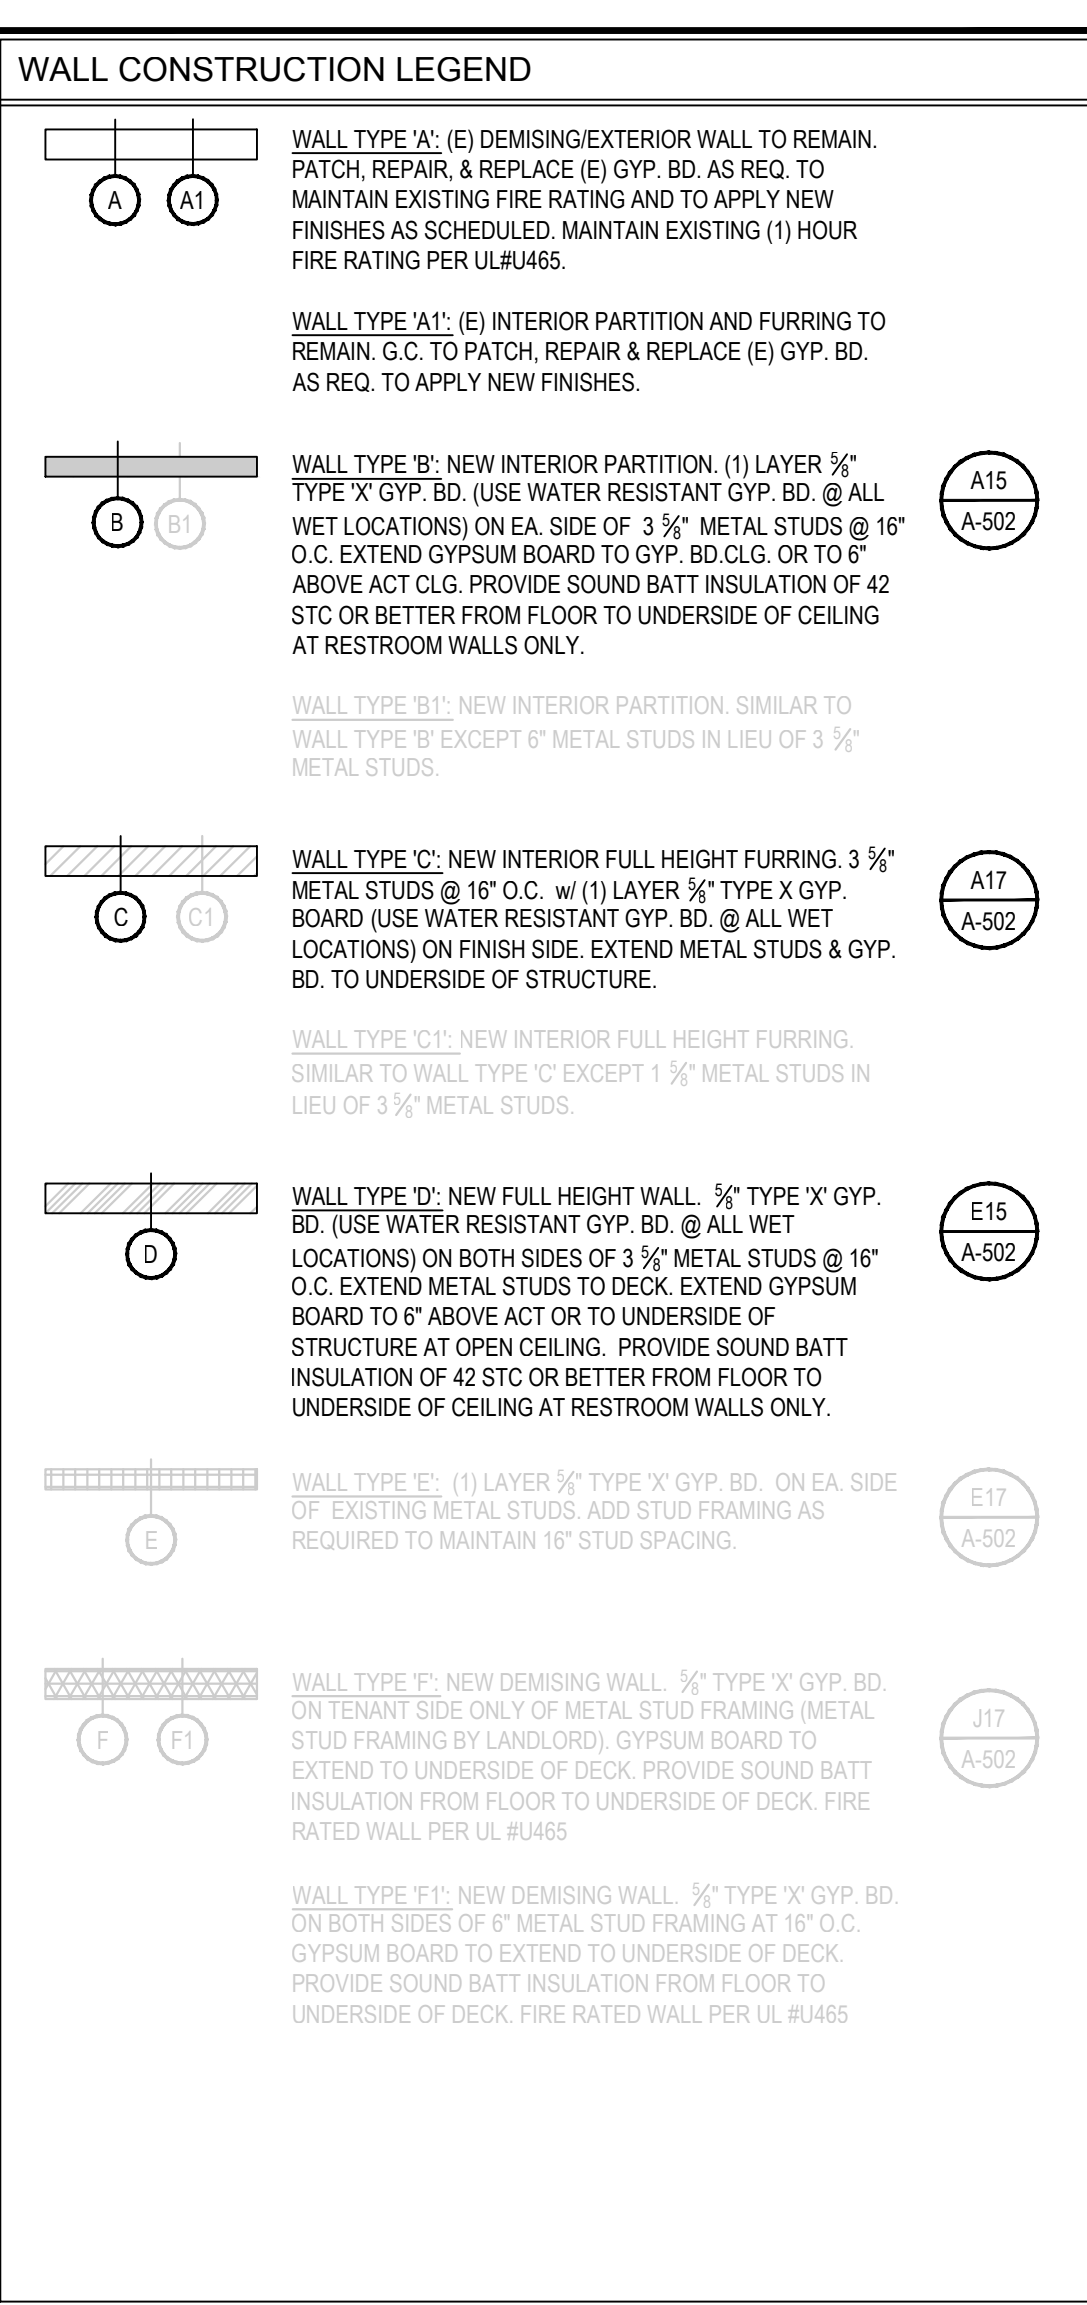 WALL CONSTRUCTION LEGEND
A
A1
WALL TYPE 'A': (E) DEMISING/EXTERIOR WALL TO REMAIN.
PATCH, REPAIR, & REPLACE (E) GYP. BD. AS REQ. TO
MAINTAIN EXISTING FIRE RATING AND TO APPLY NEW
FINISHES AS SCHEDULED. MAINTAIN EXISTING (1) HOUR
FIRE RATING PER UL#U465.
WALL TYPE 'A1': (E) INTERIOR PARTITION AND FURRING TO
REMAIN. G.C. TO PATCH, REPAIR & REPLACE (E) GYP. BD.
AS REQ. TO APPLY NEW FINISHES.
B
B1
WALL TYPE 'B': NEW INTERIOR PARTITION. (1) LAYER ⅝"
TYPE 'X' GYP. BD. (USE WATER RESISTANT GYP. BD. @ ALL
WET LOCATIONS) ON EA. SIDE OF 3 ⅝" METAL STUDS @ 16"
O.C. EXTEND GYPSUM BOARD TO GYP. BD.CLG. OR TO 6"
ABOVE ACT CLG. PROVIDE SOUND BATT INSULATION OF 42
STC OR BETTER FROM FLOOR TO UNDERSIDE OF CEILING
AT RESTROOM WALLS ONLY.
A15
A-502
WALL TYPE 'B1': NEW INTERIOR PARTITION. SIMILAR TO
WALL TYPE 'B' EXCEPT 6" METAL STUDS IN LIEU OF 3 ⅝"
METAL STUDS.
C
C1
WALL TYPE 'C': NEW INTERIOR FULL HEIGHT FURRING. 3 ⅝"
METAL STUDS @ 16" O.C. w/ (1) LAYER ⅝" TYPE X GYP.
BOARD (USE WATER RESISTANT GYP. BD. @ ALL WET
LOCATIONS) ON FINISH SIDE. EXTEND METAL STUDS & GYP.
BD. TO UNDERSIDE OF STRUCTURE.
A17
A-502
WALL TYPE 'C1': NEW INTERIOR FULL HEIGHT FURRING.
SIMILAR TO WALL TYPE 'C' EXCEPT 1 ⅝" METAL STUDS IN
LIEU OF 3 ⅝" METAL STUDS.
D
WALL TYPE 'D': NEW FULL HEIGHT WALL. ⅝" TYPE 'X' GYP.
BD. (USE WATER RESISTANT GYP. BD. @ ALL WET
LOCATIONS) ON BOTH SIDES OF 3 ⅝" METAL STUDS @ 16"
O.C. EXTEND METAL STUDS TO DECK. EXTEND GYPSUM
BOARD TO 6" ABOVE ACT OR TO UNDERSIDE OF
STRUCTURE AT OPEN CEILING. PROVIDE SOUND BATT
INSULATION OF 42 STC OR BETTER FROM FLOOR TO
UNDERSIDE OF CEILING AT RESTROOM WALLS ONLY.
E15
A-502
E
WALL TYPE 'E': (1) LAYER ⅝" TYPE 'X' GYP. BD. ON EA. SIDE
OF EXISTING METAL STUDS. ADD STUD FRAMING AS
REQUIRED TO MAINTAIN 16" STUD SPACING.
E17
A-502
F
F1
WALL TYPE 'F': NEW DEMISING WALL. ⅝" TYPE 'X' GYP. BD.
ON TENANT SIDE ONLY OF METAL STUD FRAMING (METAL
STUD FRAMING BY LANDLORD). GYPSUM BOARD TO
EXTEND TO UNDERSIDE OF DECK. PROVIDE SOUND BATT
INSULATION FROM FLOOR TO UNDERSIDE OF DECK. FIRE
RATED WALL PER UL #U465
J17
A-502
WALL TYPE 'F1': NEW DEMISING WALL. ⅝" TYPE 'X' GYP. BD.
ON BOTH SIDES OF 6" METAL STUD FRAMING AT 16" O.C.
GYPSUM BOARD TO EXTEND TO UNDERSIDE OF DECK.
PROVIDE SOUND BATT INSULATION FROM FLOOR TO
UNDERSIDE OF DECK. FIRE RATED WALL PER UL #U465